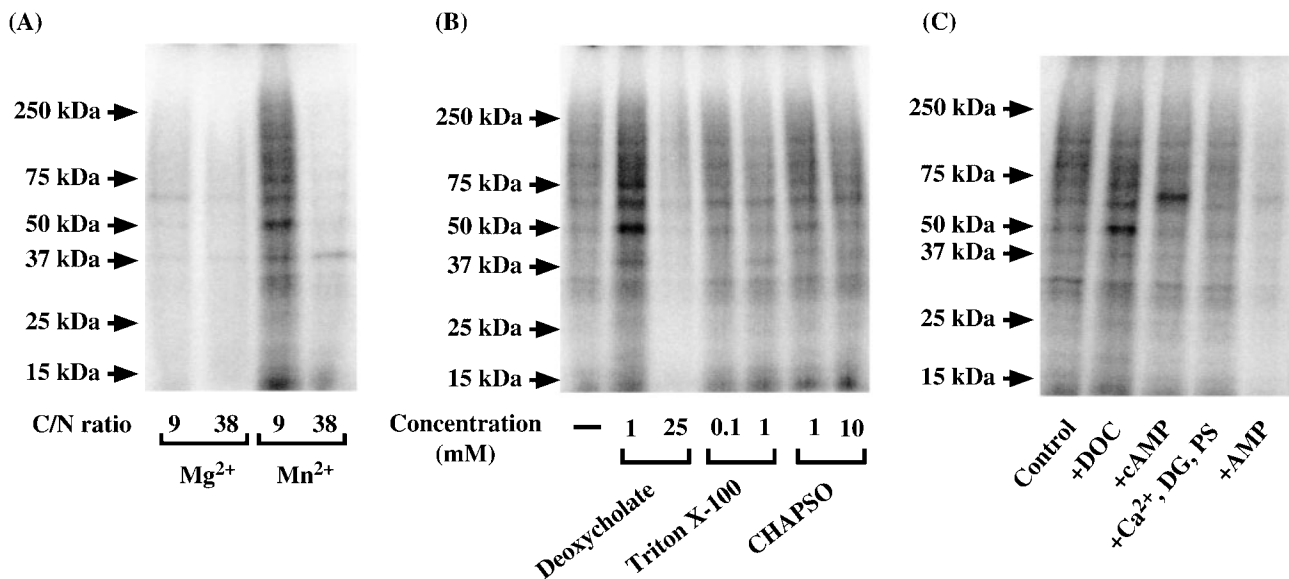 (A)
250 kDa
75 kDa
50 kDa
37 kDa
25 kDa
15 kDa
C/N ratio 9 38 9 38
Mg2+ Mn2+
(B)
250 kDa
75 kDa
50 kDa
37 kDa
25 kDa
15 kDa
Concentration — 1 25 0.1 1 1 10
(mM)
Deoxycholate
Triton X-100
CHAPSO
(C)
250 kDa
75 kDa
50 kDa
37 kDa
25 kDa
15 kDa
Control
+DOC
+cAMP
+Ca2+, DG, PS
+AMP